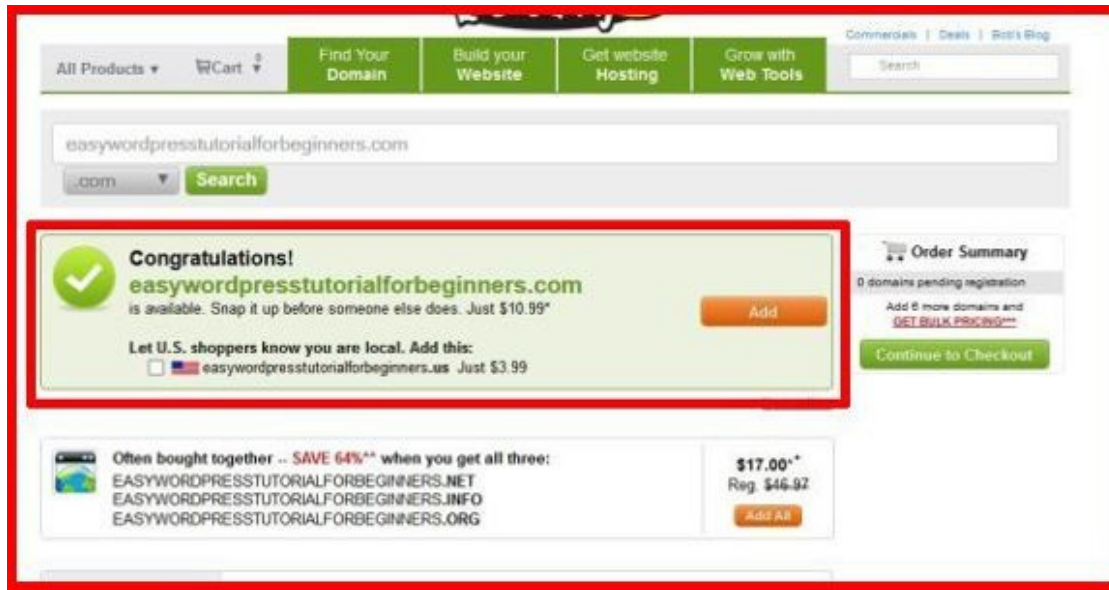 Commercials | Deals | Bob's Blog
All Products ▾ Cart 0 Find Your Domain Build your Website Get website Hosting Grow with Web Tools Search
easywordpresstutorialforbeginners.com
.com ▼ Search
Congratulations!
easywordpresstutorialforbeginners.com
is available. Snap it up before someone else does. Just $10.99*
Add
Let U.S. shoppers know you are local. Add this:
easywordpresstutorialforbeginners.us Just $3.99
Order Summary
0 domains pending registration
Add 6 more domains and
GET BULK PRICING***
Continue to Checkout
Often bought together -- SAVE 64%** when you get all three:
EASYWORDPRESSTUTORIALFORBEGINNERS.NET
EASYWORDPRESSTUTORIALFORBEGINNERS.INFO
EASYWORDPRESSTUTORIALFORBEGINNERS.ORG
$17.00**
Reg. $46.97
Add All